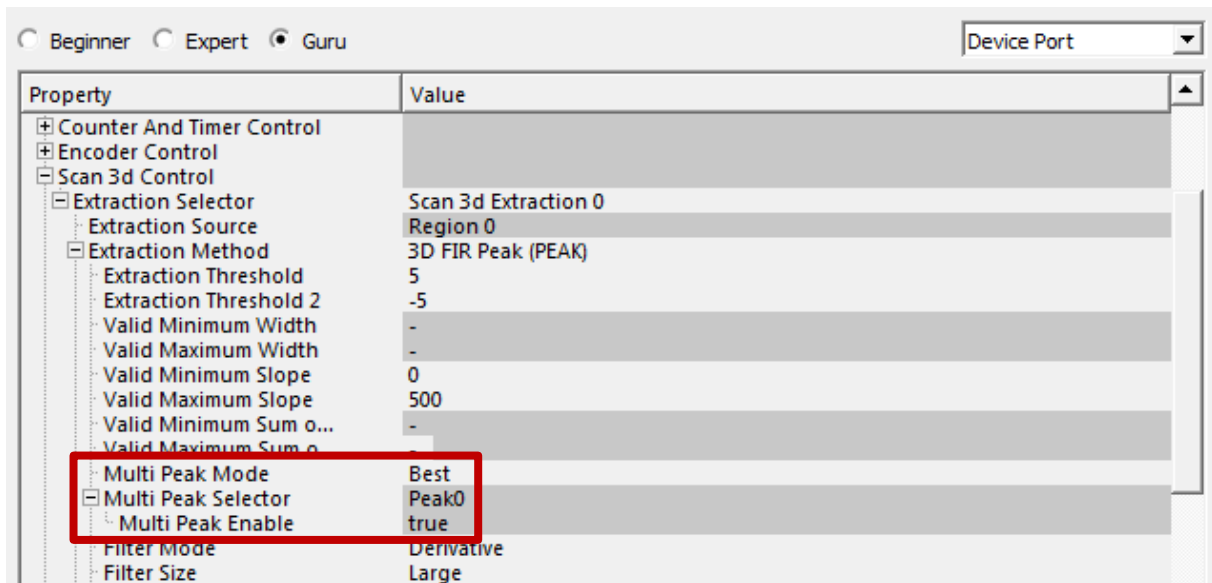 Beginner Expert Guru Device Port
Property Value
Counter And Timer Control
Encoder Control
Scan 3d Control
Extraction Selector Scan 3d Extraction 0
Extraction Source Region 0
Extraction Method 3D FIR Peak (PEAK)
Extraction Threshold 5
Extraction Threshold 2 -5
Valid Minimum Width -
Valid Maximum Width -
Valid Minimum Slope 0
Valid Maximum Slope 500
Valid Minimum Sum o... -
Valid Maximum Sum o... -
Multi Peak Mode Best
Multi Peak Selector Peak0
Multi Peak Enable true
Filter Mode Derivative
Filter Size Large